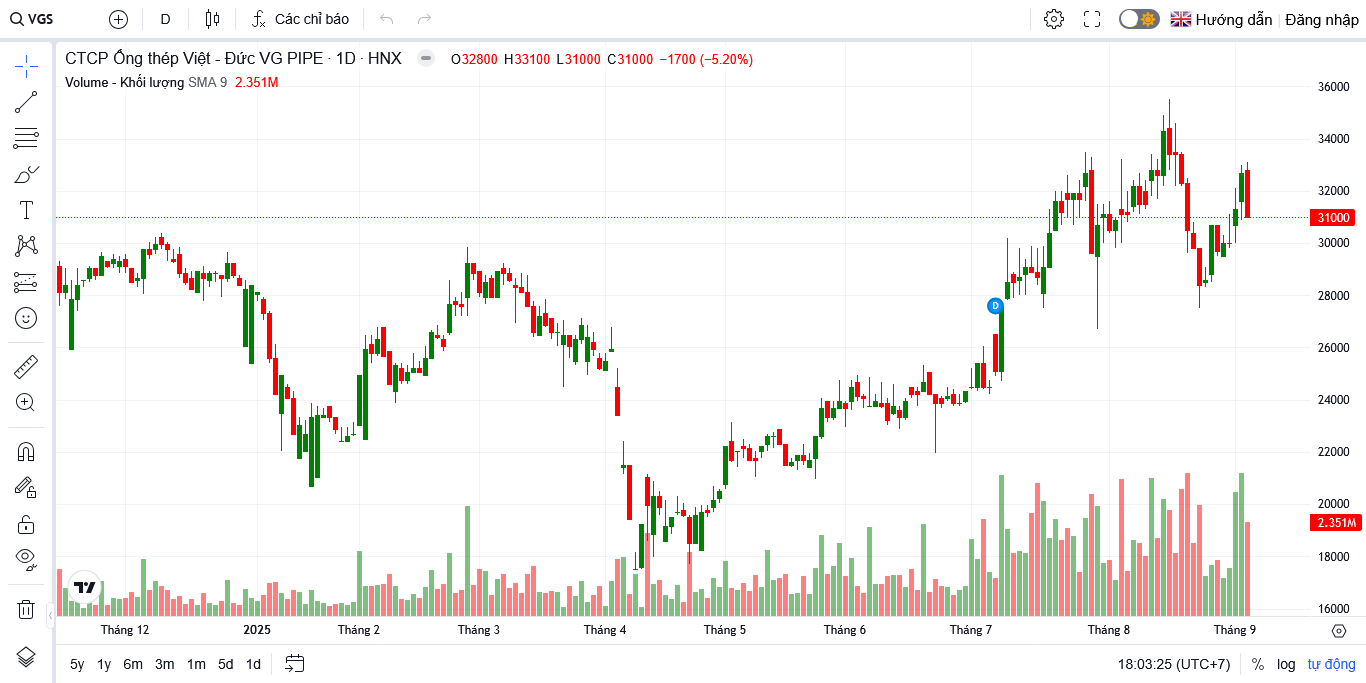 VGS D Các chỉ báo Hướng dẫn Đăng nhập
CTCP Ống thép Việt - Đức VG PIPE · 1D · HNX O32800 H33100 L31000 C31000 −1700 (−5.20%)
Volume - Khối lượng SMA 9 2.351M
36000
34000
32000
31000
30000
28000
D
26000
24000
22000
20000
2.351M
18000
16000
Tháng 12 2025 Tháng 2 Tháng 3 Tháng 4 Tháng 5 Tháng 6 Tháng 7 Tháng 8 Tháng 9
5y 1y 6m 3m 1m 5d 1d 18:03:25 (UTC+7) % log tự động